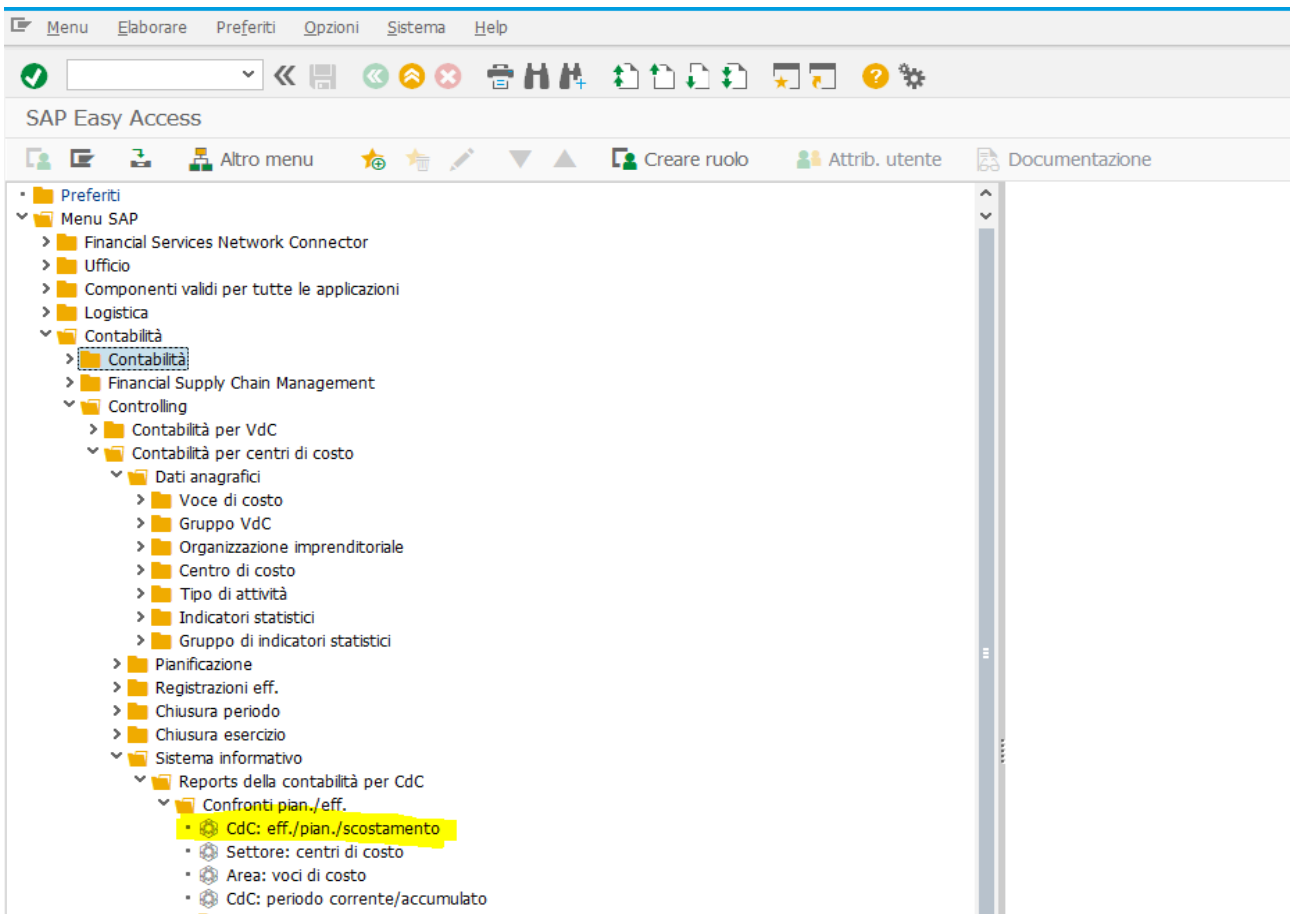 Menu Elaborare Preferiti Opzioni Sistema Help
SAP Easy Access
Altro menu Creare ruolo Attrib. utente Documentazione
Preferiti
Menu SAP
Financial Services Network Connector
Ufficio
Componenti validi per tutte le applicazioni
Logistica
Contabilità
Contabilità
Financial Supply Chain Management
Controlling
Contabilità per VdC
Contabilità per centri di costo
Dati anagrafici
Voce di costo
Gruppo VdC
Organizzazione imprenditoriale
Centro di costo
Tipo di attività
Indicatori statistici
Gruppo di indicatori statistici
Pianificazione
Registrazioni eff.
Chiusura periodo
Chiusura esercizio
Sistema informativo
Reports della contabilità per CdC
Confronti pian./eff.
CdC: eff./pian./scostamento
Settore: centri di costo
Area: voci di costo
CdC: periodo corrente/accumulato